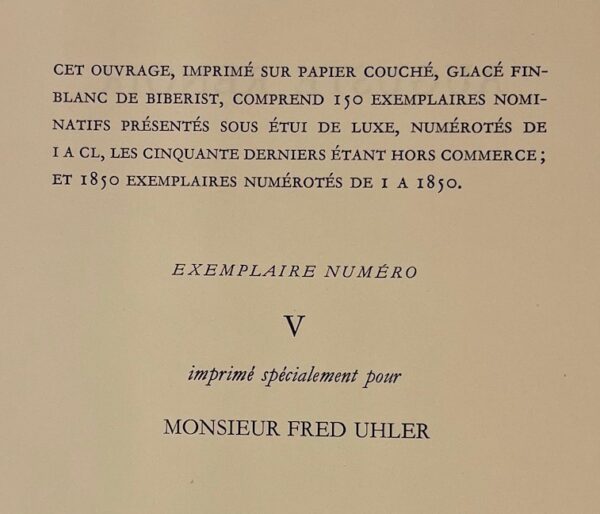 CET OUVRAGE, IMPRIMÉ SUR PAPIER COUCHÉ, GLACÉ FIN-
BLANC DE BIBERIST, COMPREND 150 EXEMPLAIRES NOMI-
NATIFS PRÉSENTÉS SOUS ÉTUI DE LUXE, NUMÉROTÉS DE
I A CL, LES CINQUANTE DERNIERS ÉTANT HORS COMMERCE ;
ET 1850 EXEMPLAIRES NUMÉROTÉS DE 1 A 1850.
EXEMPLAIRE NUMÉRO
V
imprimé spécialement pour
MONSIEUR FRED UHLER